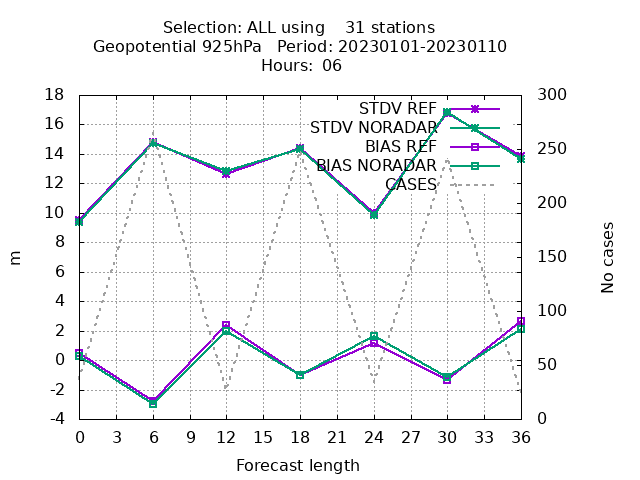 Selection: ALL using    31 stations
Geopotential 925hPa   Period: 20230101-20230110
Hours:  06
18 300
STDV REF
16
STDV NORADAR
14 250
BIAS REF
BIAS NORADAR
12 CASES
10 200
8
6 150
4
2 100
0 50
-2
-4 0
m
No cases
0 3 6 9 12 15 18 21 24 27 30 33 36
Forecast length